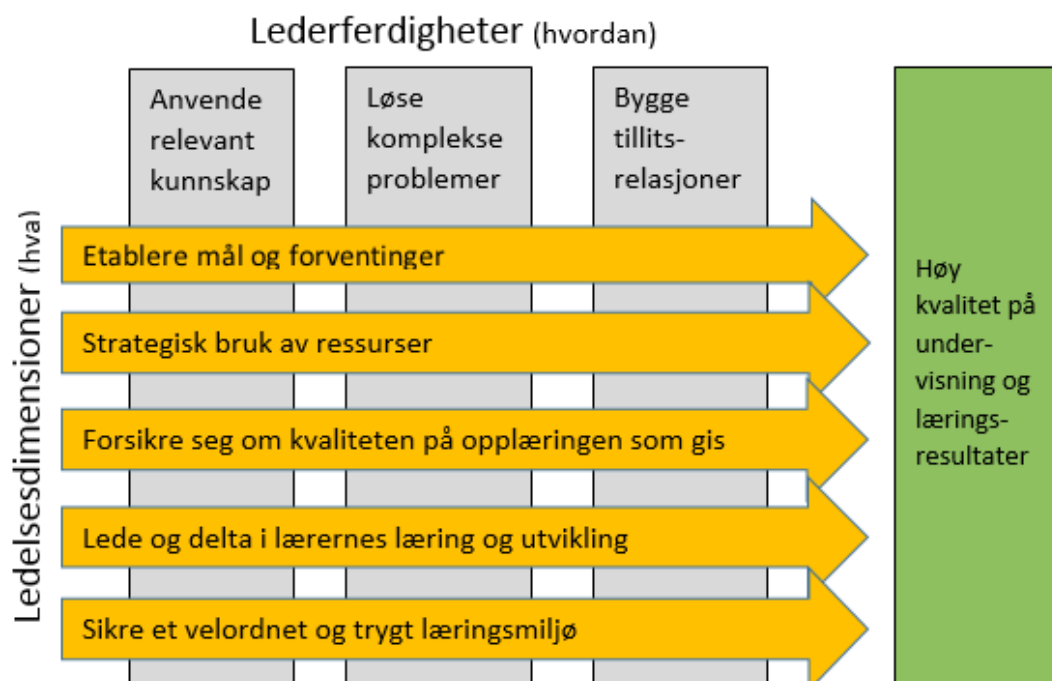 Lederferdigheter (hvordan)
Anvende
relevant
kunnskap
Løse
komplekse
problemer
Bygge
tillits-
relasjoner
Ledelsesdimensioner (hva)
Etablere mål og forventinger
Strategisk bruk av ressurser
Forsikre seg om kvaliteten på opplæringen som gis
Lede og delta i lærernes læring og utvikling
Sikre et velordnet og trygt læringsmiljø
Høy
kvalitet på
under-
visning og
lærings-
resultater